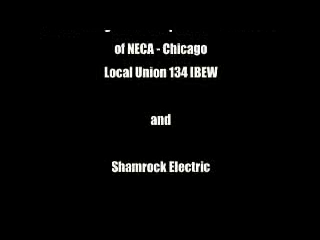 of NECA - Chicago
Local Union 134 IBEW
and
Shamrock Electric